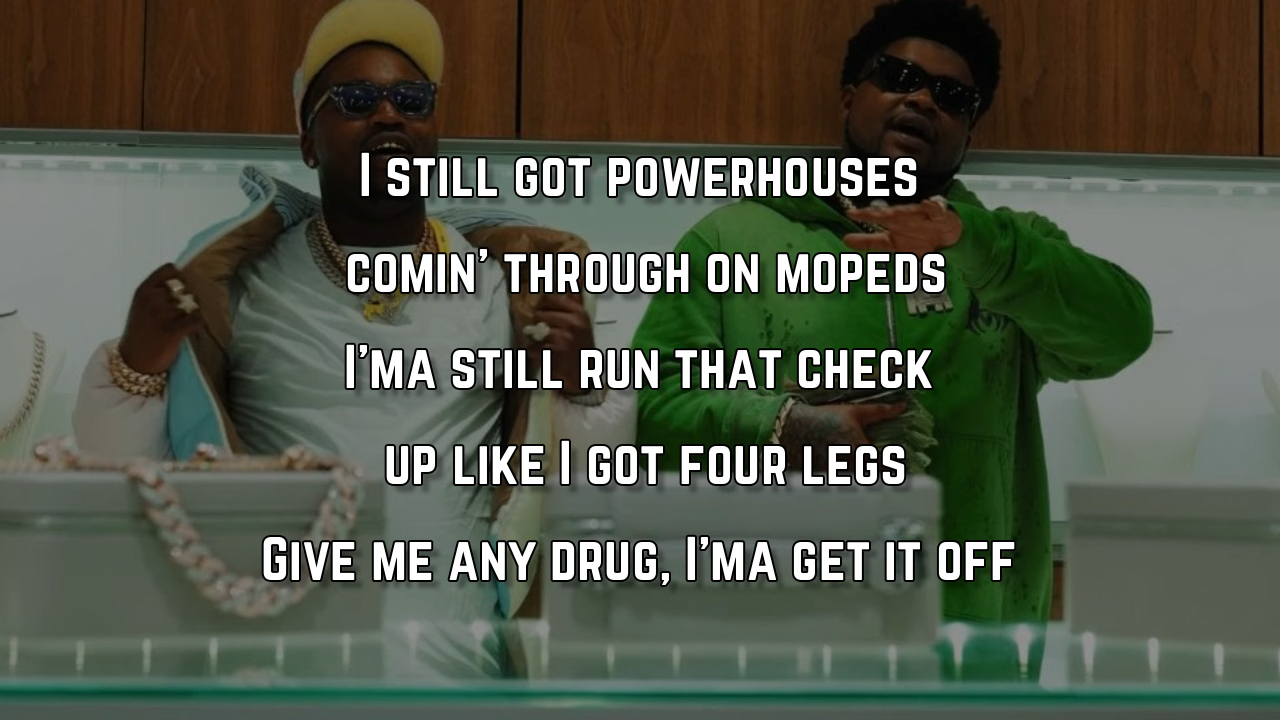 I STILL GOT POWERHOUSES
COMIN' THROUGH ON MOPEDS
I'MA STILL RUN THAT CHECK
UP LIKE I GOT FOUR LEGS
GIVE ME ANY DRUG, I'MA GET IT OFF